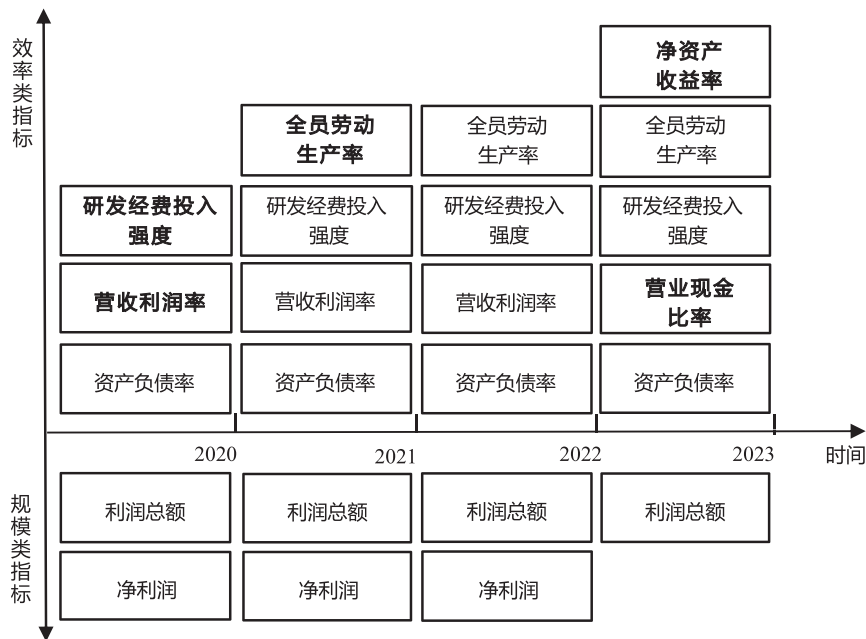 效率类指标
净资产
收益率
全员劳动
生产率
全员劳动
生产率
全员劳动
生产率
研发经费投入
强度
研发经费投入
强度
研发经费投入
强度
研发经费投入
强度
营收利润率
营收利润率
营收利润率
营业现金
比率
资产负债率
资产负债率
资产负债率
资产负债率
2020
2021
2022
2023
时间
规模类指标
利润总额
利润总额
利润总额
利润总额
净利润
净利润
净利润